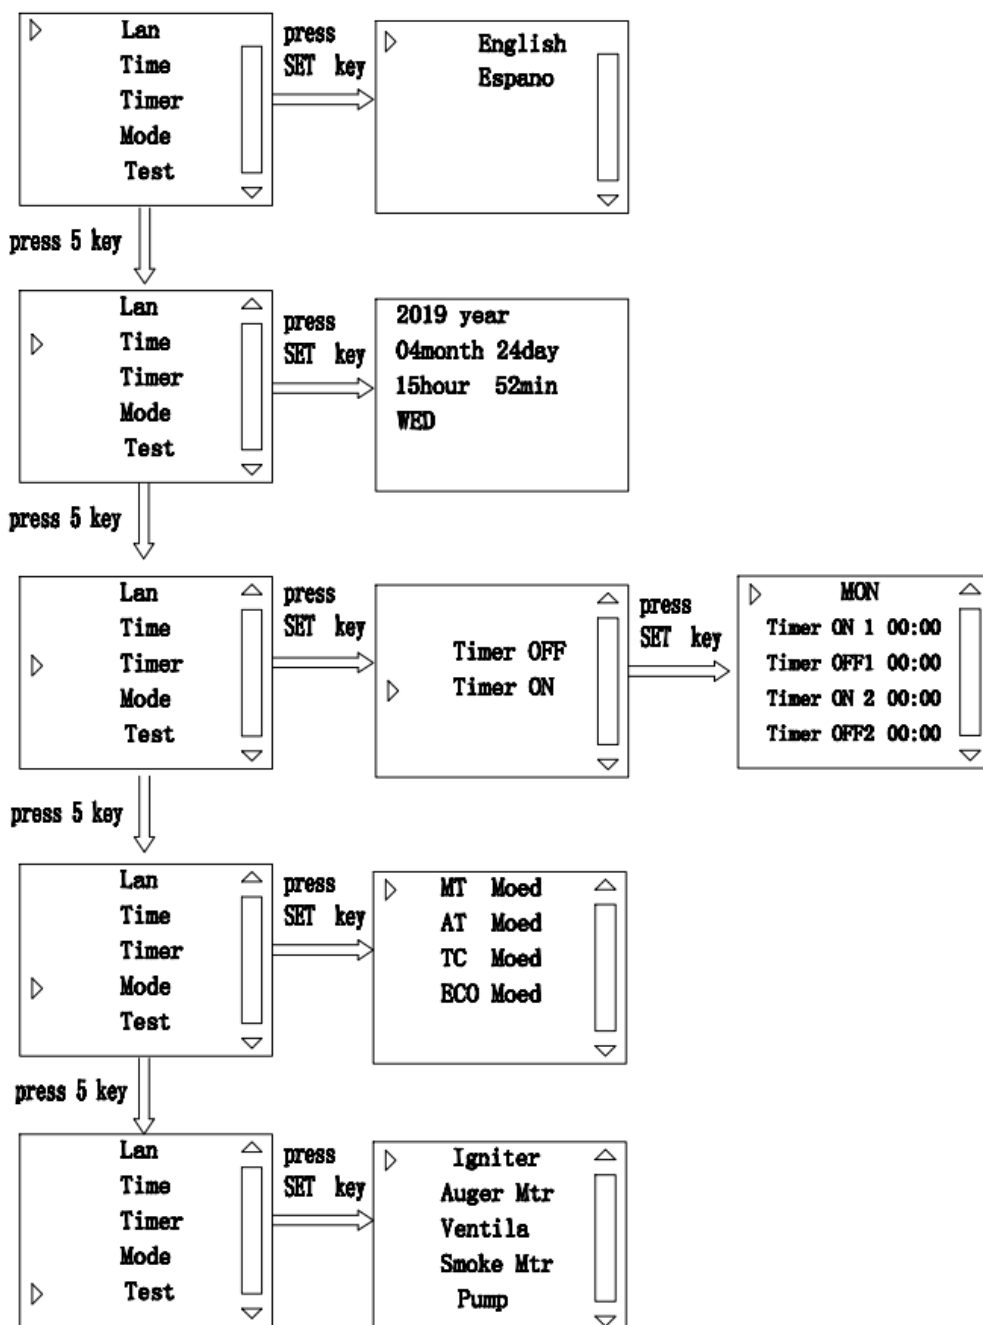 Lan
Time
Timer
Mode
Test
press
SET key
English
Espano
press 5 key
Lan
Time
Timer
Mode
Test
press
SET key
2019 year
04month 24day
15hour 52min
WED
press 5 key
Lan
Time
Timer
Mode
Test
press
SET key
Timer OFF
Timer ON
press
SET key
MON
Timer ON 1 00:00
Timer OFF1 00:00
Timer ON 2 00:00
Timer OFF2 00:00
press 5 key
Lan
Time
Timer
Mode
Test
press
SET key
MT Moed
AT Moed
TC Moed
ECO Moed
press 5 key
Lan
Time
Timer
Mode
Test
press
SET key
Igniter
Auger Mtr
Ventila
Smoke Mtr
Pump